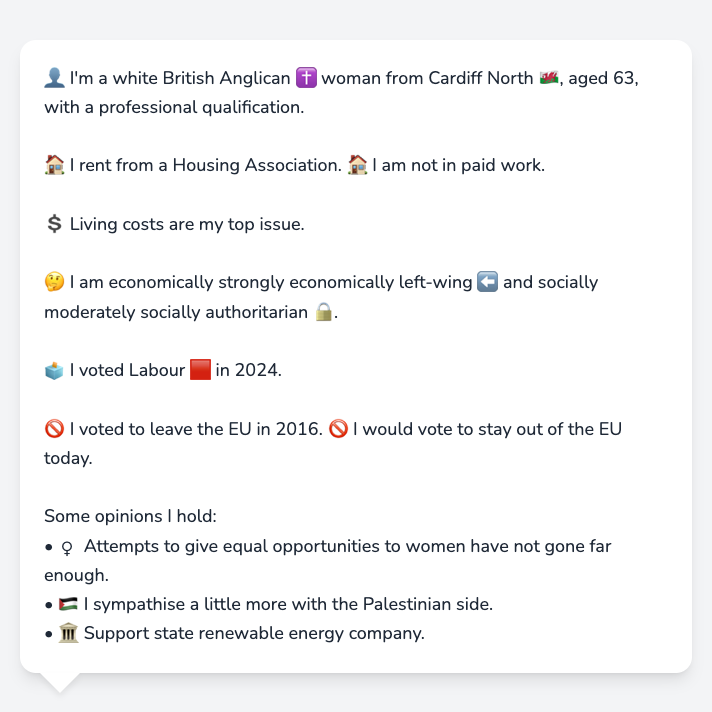 👤 I'm a white British Anglican ✝️ woman from Cardiff North 🏴󠁧󠁢󠁷󠁬󠁳󠁿, aged 63,
with a professional qualification.
🏠 I rent from a Housing Association. 🏠 I am not in paid work.
💲 Living costs are my top issue.
🤔 I am economically strongly economically left-wing ⬅️ and socially
moderately socially authoritarian 🔒.
🗳️ I voted Labour 🟥 in 2024.
🚫 I voted to leave the EU in 2016. 🚫 I would vote to stay out of the EU
today.
Some opinions I hold:
• ♀ Attempts to give equal opportunities to women have not gone far
enough.
• 🇵🇸 I sympathise a little more with the Palestinian side.
• 🏛️ Support state renewable energy company.